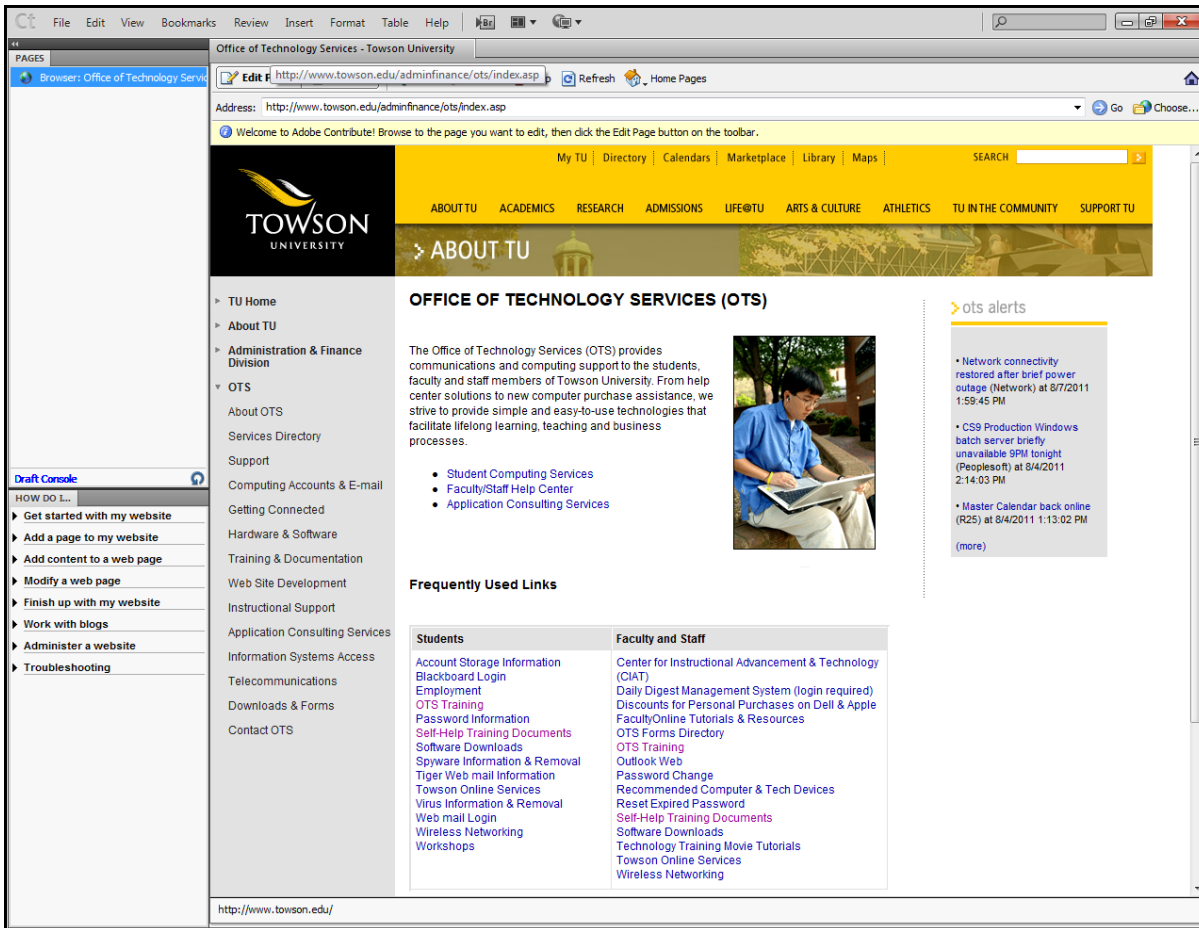 Ct File Edit View Bookmarks Review Insert Format Table Help Br
PAGES
Browser: Office of Technology Servic
Draft Console
HOW DO I...
Get started with my website
Add a page to my website
Add content to a web page
Modify a web page
Finish up with my website
Work with blogs
Administer a website
Troubleshooting
Office of Technology Services - Towson University
Edit
http://www.towson.edu/adminfinance/ots/index.asp
Refresh Home Pages
Address: http://www.towson.edu/adminfinance/ots/index.asp Go Choose...
Welcome to Adobe Contribute! Browse to the page you want to edit, then click the Edit Page button on the toolbar.
TOWSON
UNIVERSITY
My TU Directory Calendars Marketplace Library Maps SEARCH
ABOUT TU ACADEMICS RESEARCH ADMISSIONS LIFE@TU ARTS & CULTURE ATHLETICS TU IN THE COMMUNITY SUPPORT TU
ABOUT TU
TU Home
About TU
Administration & Finance
Division
OTS
About OTS
Services Directory
Support
Computing Accounts & E-mail
Getting Connected
Hardware & Software
Training & Documentation
Web Site Development
Instructional Support
Application Consulting Services
Information Systems Access
Telecommunications
Downloads & Forms
Contact OTS
OFFICE OF TECHNOLOGY SERVICES (OTS)
The Office of Technology Services (OTS) provides
communications and computing support to the students,
faculty and staff members of Towson University. From help
center solutions to new computer purchase assistance, we
strive to provide simple and easy-to-use technologies that
facilitate lifelong learning, teaching and business
processes.
• Student Computing Services
• Faculty/Staff Help Center
• Application Consulting Services
ots alerts
• Network connectivity
restored after brief power
outage (Network) at 8/7/2011
1:59:45 PM
• CS9 Production Windows
batch server briefly
unavailable 9PM tonight
(Peoplesoft) at 8/4/2011
2:14:03 PM
• Master Calendar back online
(R25) at 8/4/2011 1:13:02 PM
(more)
Frequently Used Links
Students
Account Storage Information
Blackboard Login
Employment
OTS Training
Password Information
Self-Help Training Documents
Software Downloads
Spyware Information & Removal
Tiger Web mail Information
Towson Online Services
Virus Information & Removal
Web mail Login
Wireless Networking
Workshops
Faculty and Staff
Center for Instructional Advancement & Technology
(CIAT)
Daily Digest Management System (login required)
Discounts for Personal Purchases on Dell & Apple
FacultyOnline Tutorials & Resources
OTS Forms Directory
OTS Training
Outlook Web
Password Change
Recommended Computer & Tech Devices
Reset Expired Password
Self-Help Training Documents
Software Downloads
Technology Training Movie Tutorials
Towson Online Services
Wireless Networking
http://www.towson.edu/